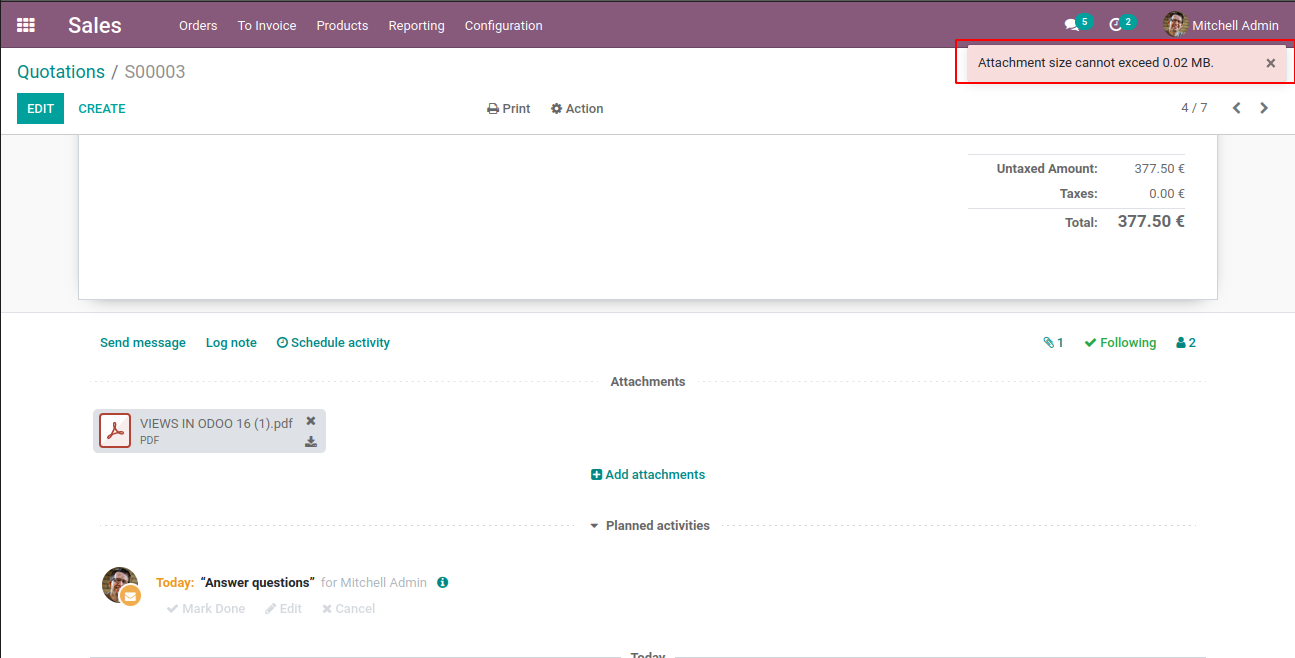 Sales Orders To Invoice Products Reporting Configuration 5 2 Mitchell Admin
Attachment size cannot exceed 0.02 MB.
Quotations / S00003
EDIT CREATE Print Action 4 / 7
Untaxed Amount: 377.50 €
Taxes: 0.00 €
Total: 377.50 €
Send message Log note Schedule activity 1 Following 2
Attachments
VIEWS IN ODOO 16 (1).pdf
PDF
Add attachments
Planned activities
Today: “Answer questions” for Mitchell Admin
Mark Done Edit Cancel
Today